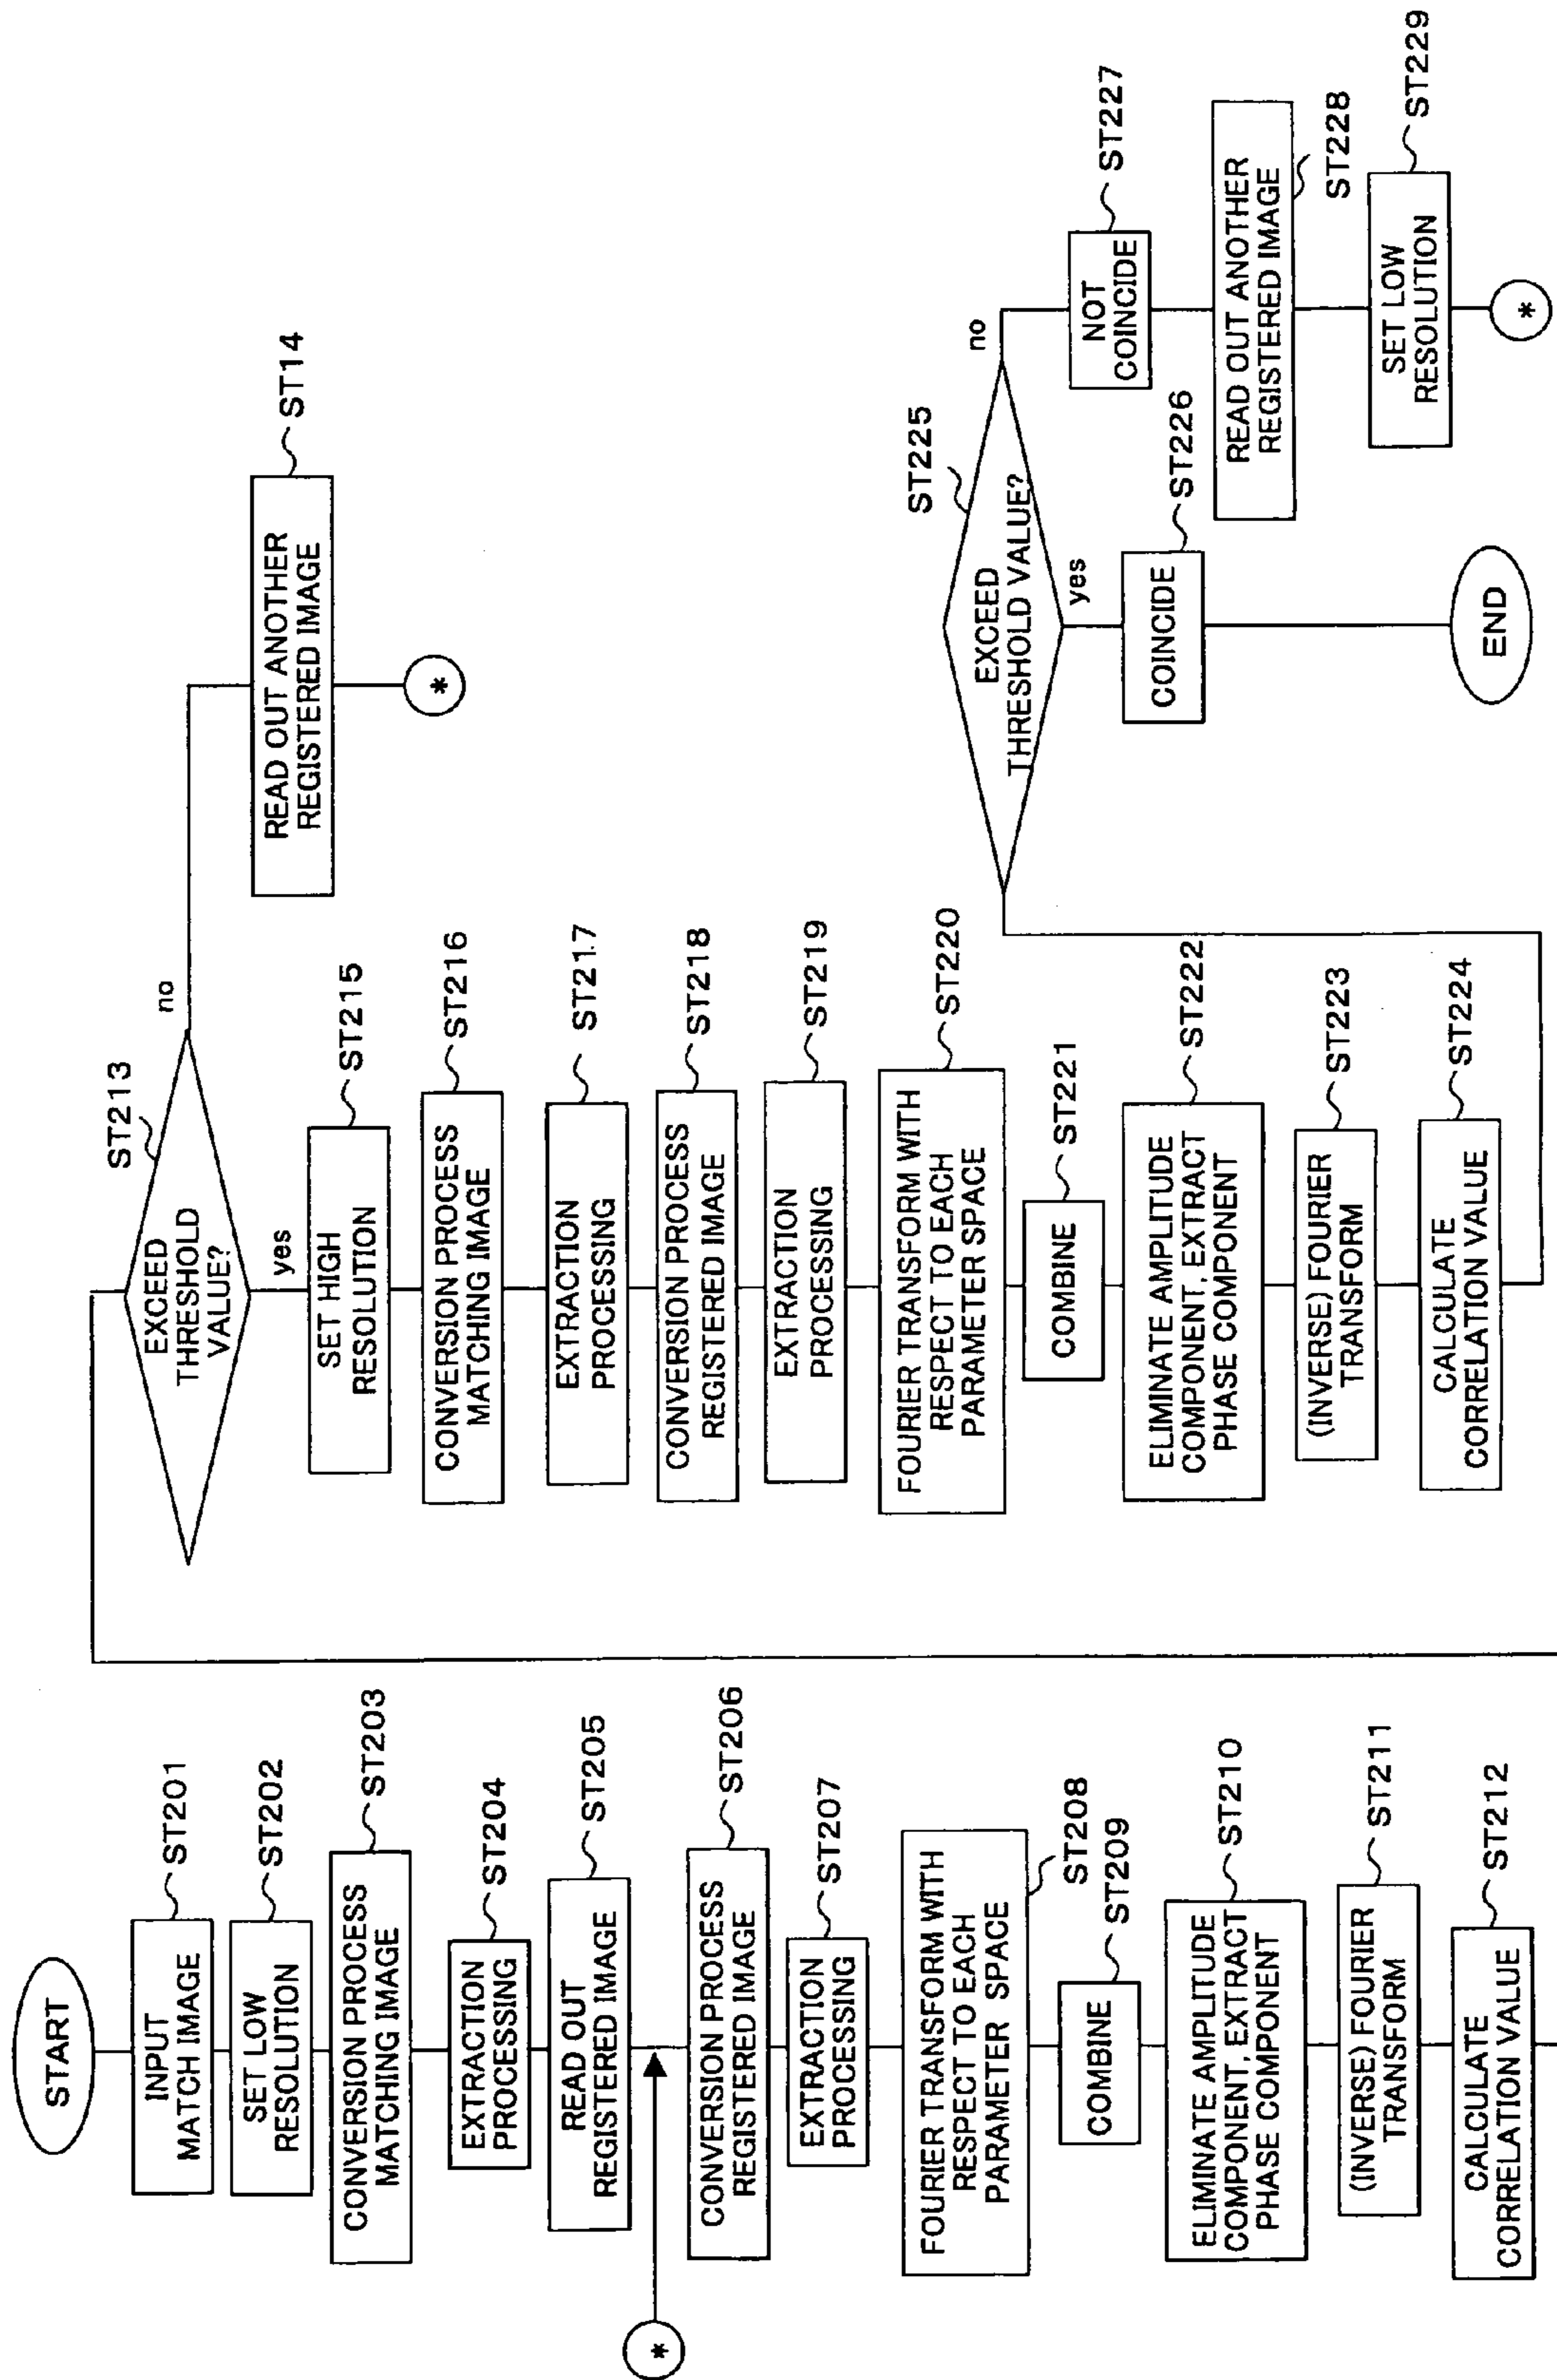 START
INPUT
MATCH IMAGE
ST201
SET LOW
RESOLUTION
ST202
CONVERSION PROCESS
MATCHING IMAGE
ST203
EXTRACTION
PROCESSING
ST204
READ OUT
REGISTERED IMAGE
ST205
*
CONVERSION PROCESS
REGISTERED IMAGE
ST206
EXTRACTION
PROCESSING
ST207
FOURIER TRANSFORM WITH
RESPECT TO EACH
PARAMETER SPACE
ST208
COMBINE
ST209
ELIMINATE AMPLITUDE
COMPONENT, EXTRACT
PHASE COMPONENT
ST210
(INVERSE) FOURIER
TRANSFORM
ST211
CALCULATE
CORRELATION VALUE
ST212
EXCEED
THRESHOLD
VALUE?
ST213
no
READ OUT ANOTHER
REGISTERED IMAGE
ST14
*
yes
SET HIGH
RESOLUTION
ST215
CONVERSION PROCESS
MATCHING IMAGE
ST216
EXTRACTION
PROCESSING
ST217
CONVERSION PROCESS
REGISTERED IMAGE
ST218
EXTRACTION
PROCESSING
ST219
FOURIER TRANSFORM WITH
RESPECT TO EACH
PARAMETER SPACE
ST220
COMBINE
ST221
ELIMINATE AMPLITUDE
COMPONENT, EXTRACT
PHASE COMPONENT
ST222
(INVERSE) FOURIER
TRANSFORM
ST223
CALCULATE
CORRELATION VALUE
ST224
EXCEED
THRESHOLD VALUE?
ST225
yes
COINCIDE
ST226
END
no
NOT
COINCIDE
ST227
READ OUT ANOTHER
REGISTERED IMAGE
ST228
SET LOW
RESOLUTION
ST229
*